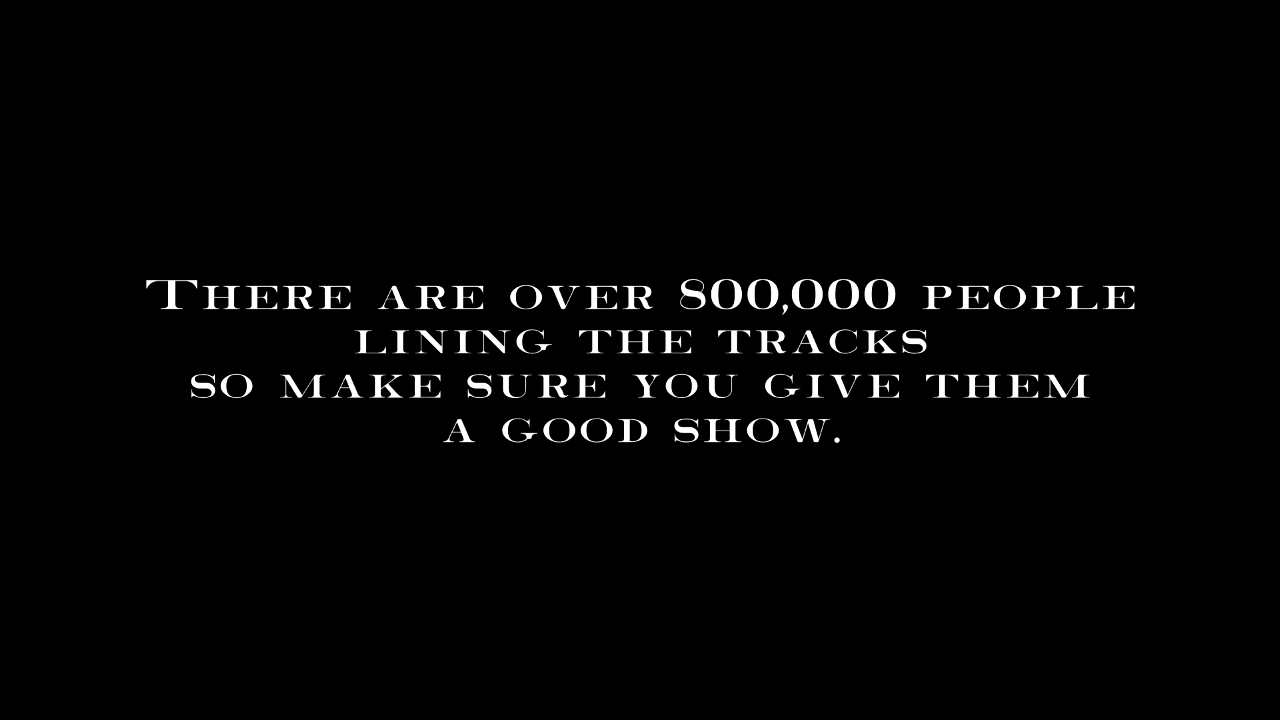 There are over 800,000 people
lining the tracks
so make sure you give them
a good show.